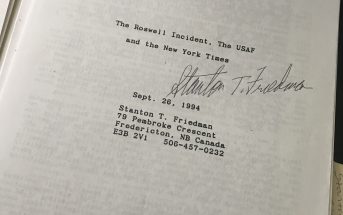 The Roswell Incident, The USAF
and the New York Times
Stanton T. Friedman
Sept. 26, 1994
Stanton T. Friedman
79 Pembroke Crescent
Fredericton, NB Canada
E3B 2V1 506-457-0232